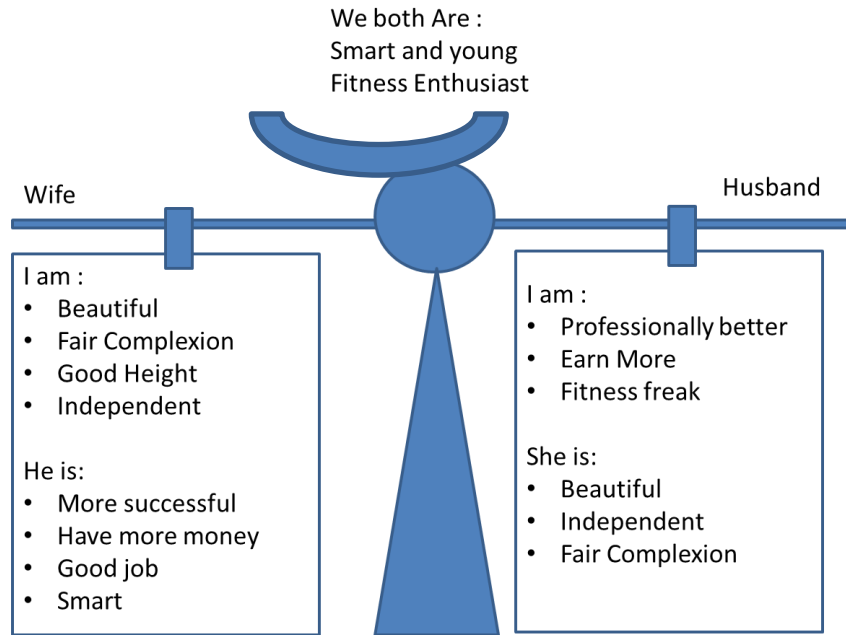 We both Are :
Smart and young
Fitness Enthusiast
Wife
I am :
• Beautiful
• Fair Complexion
• Good Height
• Independent
He is:
• More successful
• Have more money
• Good job
• Smart
Husband
I am :
• Professionally better
• Earn More
• Fitness freak
She is:
• Beautiful
• Independent
• Fair Complexion